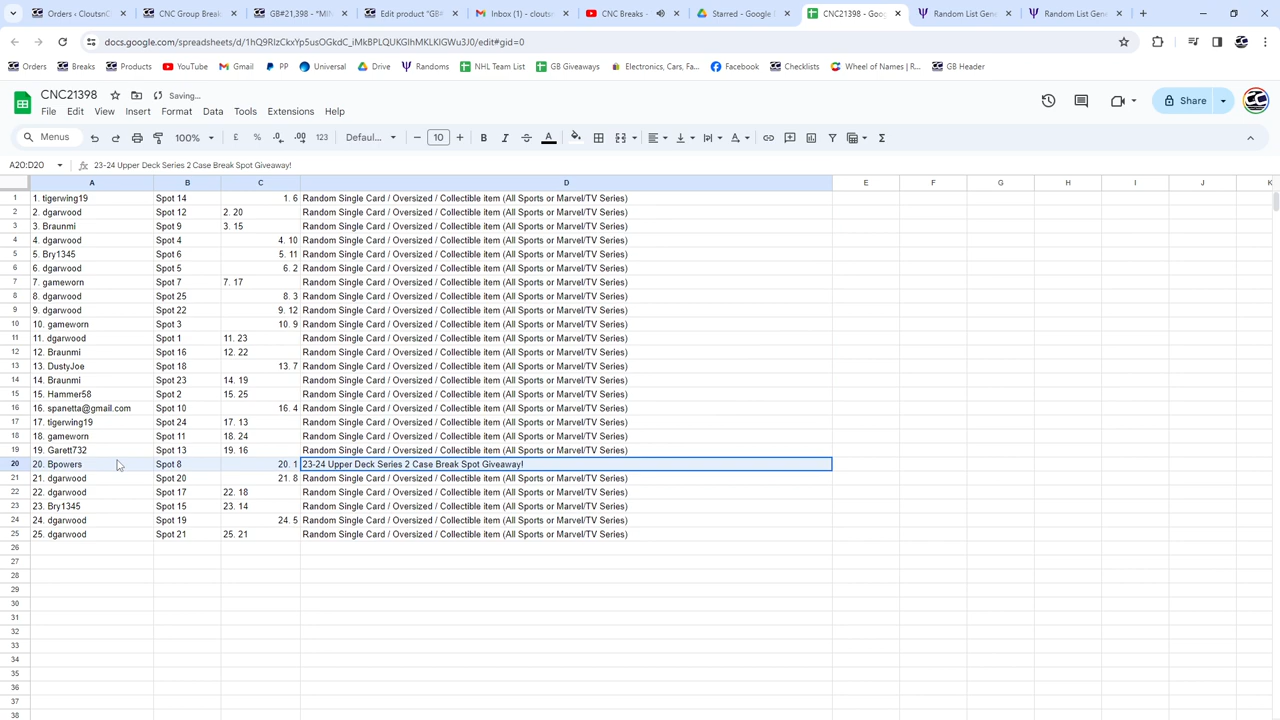 Orders ‹ CloutsnC
CNC Group Break
GB#21,398 - *MIN
Edit product "GB
Inbox (1) - clouts
CNC Breaks -
Starred - Google
CNC21398 - Goo
Random List Gene
Random List Gene
docs.google.com/spreadsheets/d/
/edit#gid=0
Orders Breaks Products YouTube Gmail PP Universal Drive Randoms NHL Team List GB Giveaways Electronics, Cars, Fa... Facebook Checklists Wheel of Names | R... GB Header
CNC21398 Saving...
File Edit View Insert Format Data Tools Extensions Help
Share
Menus 100% £ % .0 .00 123 Defaul... 10 B I A
A20:D20 23-24 Upper Deck Series 2 Case Break Spot Giveaway!
A B C D E F G H I J K
1 1. tigerwing19 Spot 14 1. 6 Random Single Card / Oversized / Collectible item (All Sports or Marvel/TV Series)
2 2. dgarwood Spot 12 2. 20 Random Single Card / Oversized / Collectible item (All Sports or Marvel/TV Series)
3 3. Braunmi Spot 9 3. 15 Random Single Card / Oversized / Collectible item (All Sports or Marvel/TV Series)
4 4. dgarwood Spot 4 4. 10 Random Single Card / Oversized / Collectible item (All Sports or Marvel/TV Series)
5 5. Bry1345 Spot 6 5. 11 Random Single Card / Oversized / Collectible item (All Sports or Marvel/TV Series)
6 6. dgarwood Spot 5 6. 2 Random Single Card / Oversized / Collectible item (All Sports or Marvel/TV Series)
7 7. gameworn Spot 7 7. 17 Random Single Card / Oversized / Collectible item (All Sports or Marvel/TV Series)
8 8. dgarwood Spot 25 8. 3 Random Single Card / Oversized / Collectible item (All Sports or Marvel/TV Series)
9 9. dgarwood Spot 22 9. 12 Random Single Card / Oversized / Collectible item (All Sports or Marvel/TV Series)
10 10. gameworn Spot 3 10. 9 Random Single Card / Oversized / Collectible item (All Sports or Marvel/TV Series)
11 11. dgarwood Spot 1 11. 23 Random Single Card / Oversized / Collectible item (All Sports or Marvel/TV Series)
12 12. Braunmi Spot 16 12. 22 Random Single Card / Oversized / Collectible item (All Sports or Marvel/TV Series)
13 13. DustyJoe Spot 18 13. 7 Random Single Card / Oversized / Collectible item (All Sports or Marvel/TV Series)
14 14. Braunmi Spot 23 14. 19 Random Single Card / Oversized / Collectible item (All Sports or Marvel/TV Series)
15 15. Hammer58 Spot 2 15. 25 Random Single Card / Oversized / Collectible item (All Sports or Marvel/TV Series)
16 16. spanetta@gmail.com Spot 10 16. 4 Random Single Card / Oversized / Collectible item (All Sports or Marvel/TV Series)
17 17. tigerwing19 Spot 24 17. 13 Random Single Card / Oversized / Collectible item (All Sports or Marvel/TV Series)
18 18. gameworn Spot 11 18. 24 Random Single Card / Oversized / Collectible item (All Sports or Marvel/TV Series)
19 19. Garett732 Spot 13 19. 16 Random Single Card / Oversized / Collectible item (All Sports or Marvel/TV Series)
20 20. Bpowers Spot 8 20. 1 23-24 Upper Deck Series 2 Case Break Spot Giveaway!
21 21. dgarwood Spot 20 21. 8 Random Single Card / Oversized / Collectible item (All Sports or Marvel/TV Series)
22 22. dgarwood Spot 17 22. 18 Random Single Card / Oversized / Collectible item (All Sports or Marvel/TV Series)
23 23. Bry1345 Spot 15 23. 14 Random Single Card / Oversized / Collectible item (All Sports or Marvel/TV Series)
24 24. dgarwood Spot 19 24. 5 Random Single Card / Oversized / Collectible item (All Sports or Marvel/TV Series)
25 25. dgarwood Spot 21 25. 21 Random Single Card / Oversized / Collectible item (All Sports or Marvel/TV Series)
26
27
28
29
30
31
32
33
34
35
36
37
38